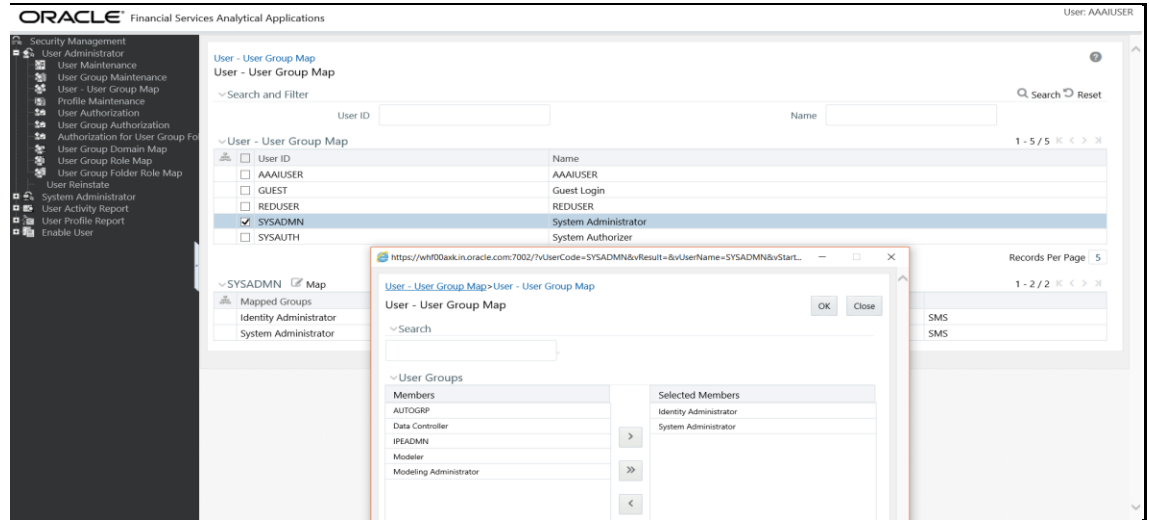 ORACLE® Financial Services Analytical Applications
User: AAAIUSER
Security Management
User Administrator
User Maintenance
User Group Maintenance
User - User Group Map
Profile Maintenance
User Authorization
User Group Authorization
Authorization for User Group Fol
User Group Domain Map
User Group Role Map
User Group Folder Role Map
User Reinstate
System Administrator
User Activity Report
User Profile Report
Enable User
User - User Group Map
User - User Group Map
Search and Filter
Search Reset
User ID
Name
User - User Group Map
1 - 5 / 5
User ID Name
AAAIUSER AAAIUSER
GUEST Guest Login
REDUSER REDUSER
SYSADMN System Administrator
SYSAUTH System Authorizer
Records Per Page 5
SYSADMN Map
1 - 2 / 2
Mapped Groups
Identity Administrator SMS
System Administrator SMS
https://whf00axk.in.oracle.com:7002/?vUserCode=SYSADMN&vResult=&vUserName=SYSADMN&vStart...
User - User Group Map>User - User Group Map
User - User Group Map
OK Close
Search
User Groups
Members
AUTOGRP
Data Controller
IPEADMN
Modeler
Modeling Administrator
Selected Members
Identity Administrator
System Administrator